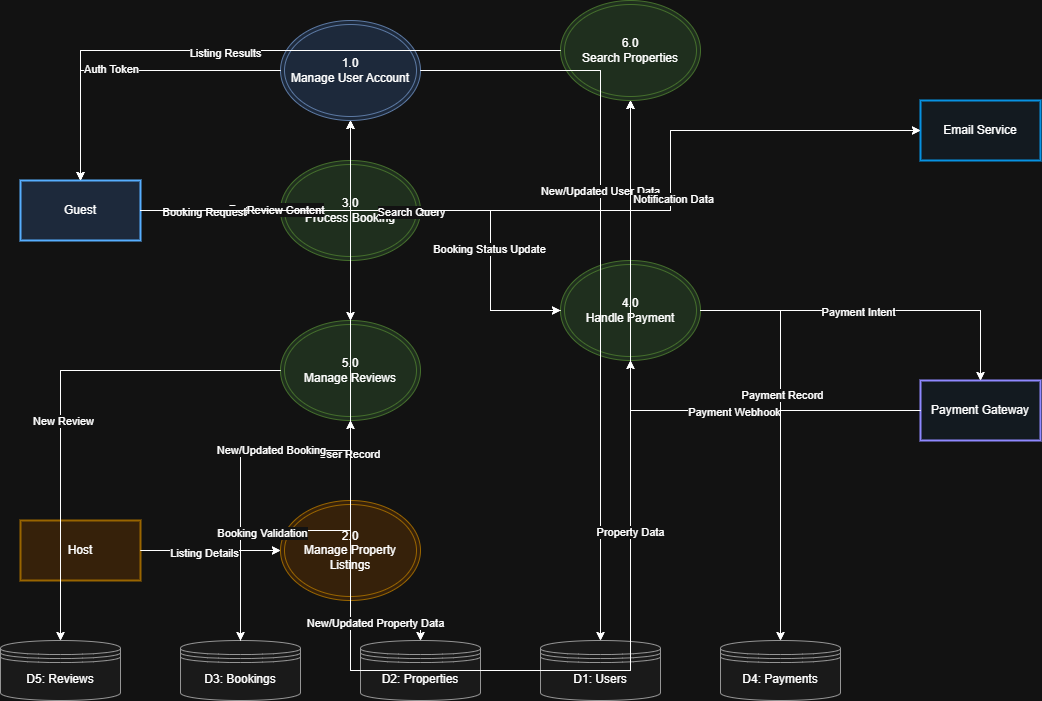 6.0
Search Properties
Listing Results
1.0
Manage User Account
Auth Token
Email Service
New/Updated User Data
Notification Data
Guest
Booking Request
Review Content
3.0
Process Booking
Search Query
Booking Status Update
4.0
Handle Payment
Payment Intent
5.0
Manage Reviews
Payment Record
Payment Webhook
Payment Gateway
New Review
New/Updated Booking
Record
Booking Validation
Property Data
2.0
Manage Property
Listings
Host
Listing Details
New/Updated Property Data
D5: Reviews
D3: Bookings
D2: Properties
D1: Users
D4: Payments